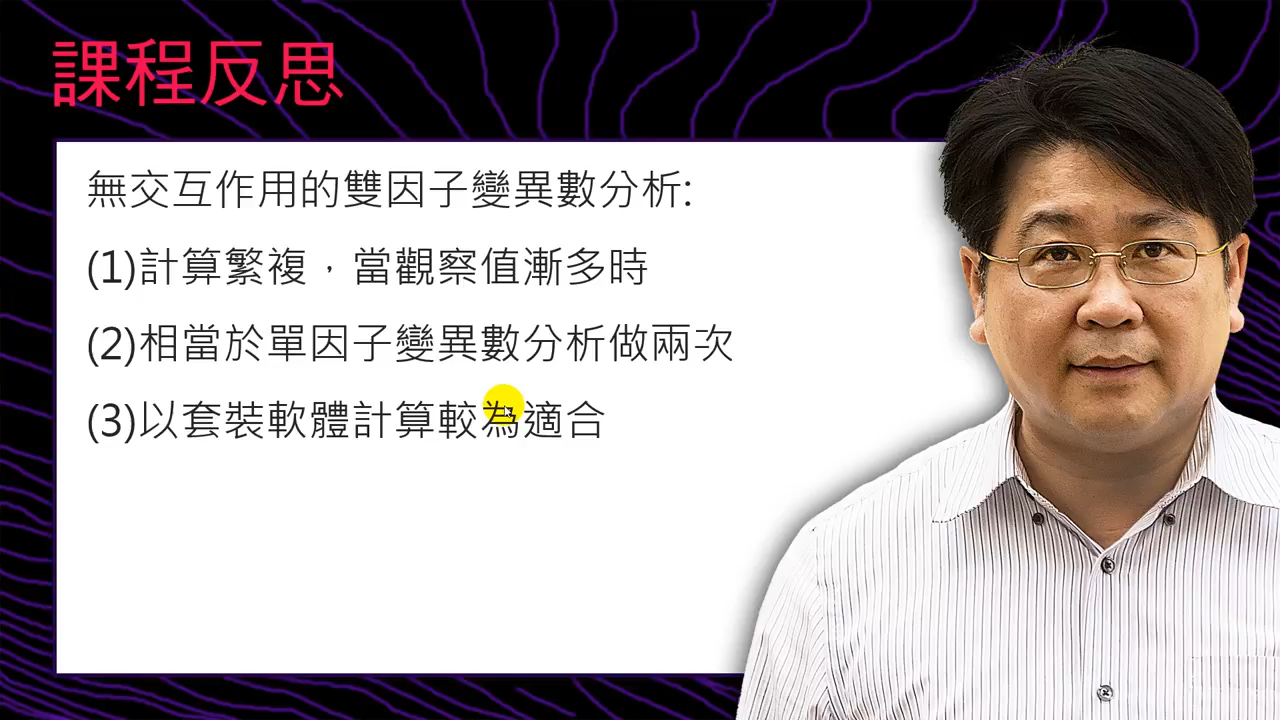 課程反思
無交互作用的雙因子變異數分析:
(1)計算繁複，當觀察值漸多時
(2)相當於單因子變異數分析做兩次
(3)以套裝軟體計算較為適合